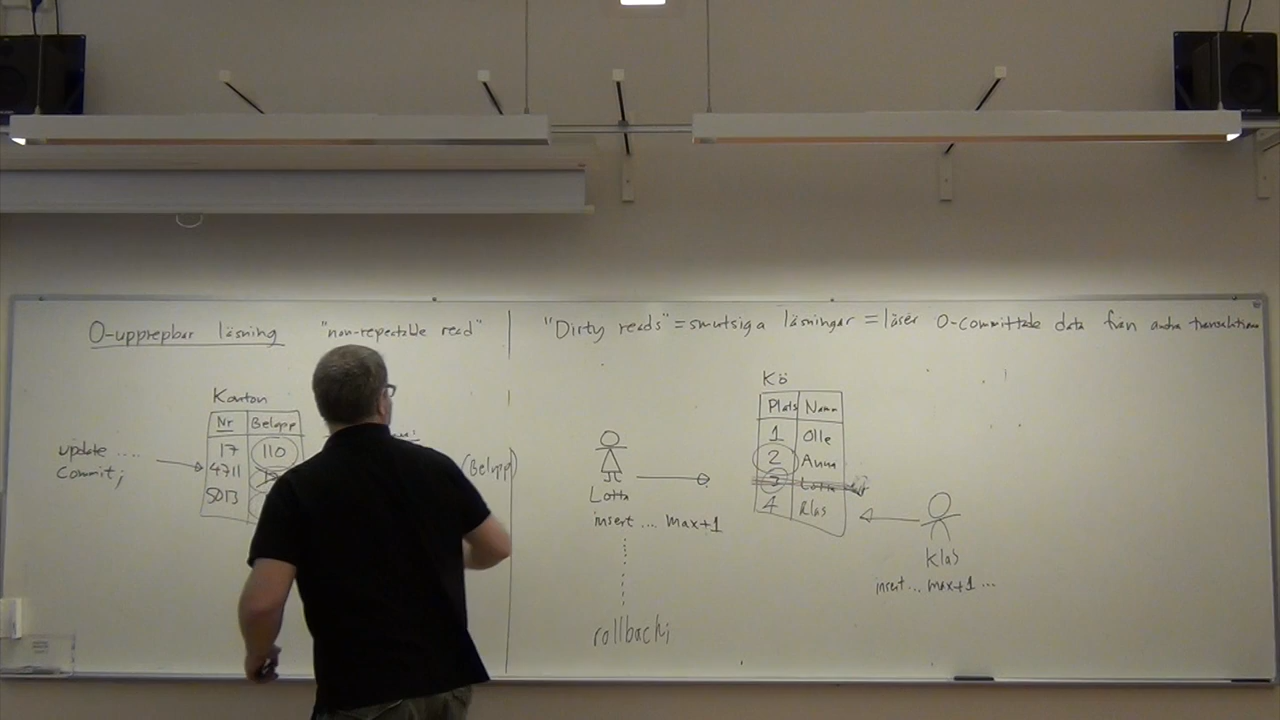 O-upprepbar läsning "non-repeatable read"
Konton
Nr Belopp
17 110
4711
5013
update ....
Commit;
(Belopp)
"Dirty reads" = smutsiga läsningar = läser O-committade data från andra transaktioner
Kö
Plats Namn
1 Olle
2 Anna
3 Lotta
4 Klas
Lotta
insert ... max+1
rollback;
Klas
insert... max+1 ...